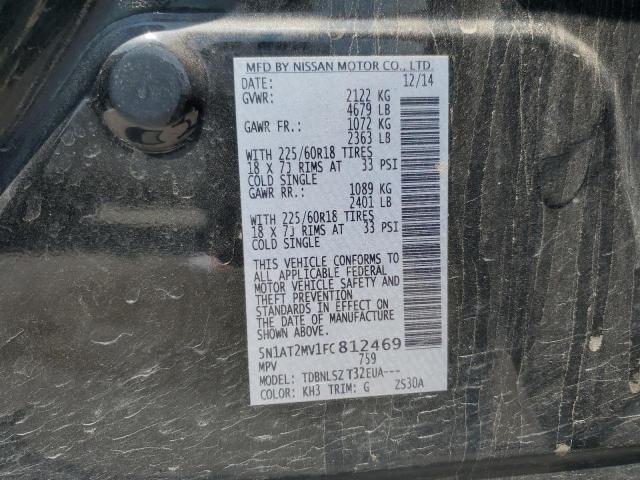 MFD BY NISSAN MOTOR CO., LTD.
DATE: 12/14
GVWR: 2122 KG
4679 LB
GAWR FR.: 1072 KG
2363 LB
WITH 225/60R18 TIRES
18 X 7J RIMS AT 33 PSI
COLD SINGLE
GAWR RR.: 1089 KG
2401 LB
WITH 225/60R18 TIRES
18 X 7J RIMS AT 33 PSI
COLD SINGLE
THIS VEHICLE CONFORMS TO
ALL APPLICABLE FEDERAL
MOTOR VEHICLE SAFETY AND
THEFT PREVENTION
STANDARDS IN EFFECT ON
THE DATE OF MANUFACTURE
SHOWN ABOVE.
5N1AT2MV1FC812469
MPV 759
MODEL: TDBNLSZ T32EUA---
COLOR: KH3 TRIM: G ZS30A